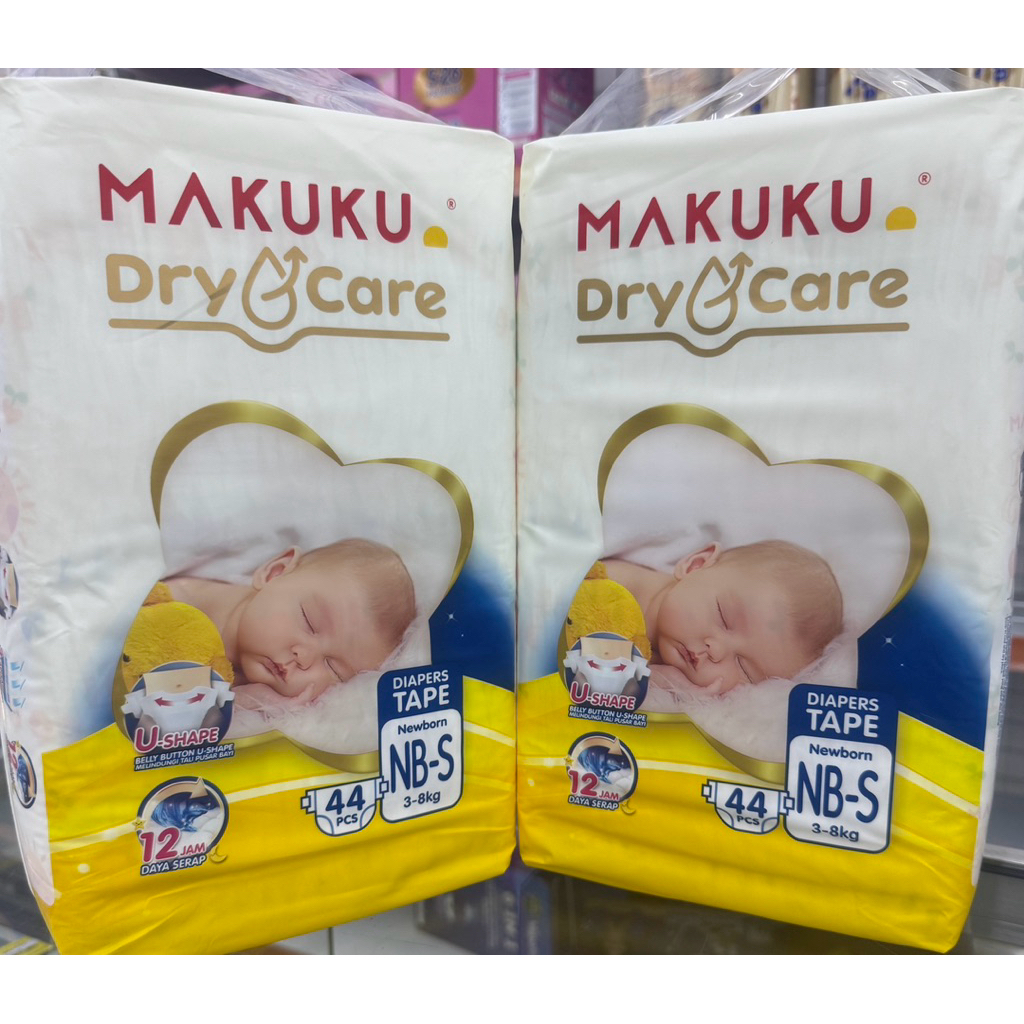 MAKUKU ®
Dry Care
U-SHAPE
BELLY BUTTON U-SHAPE
MELINDUNGI TALI PUSAR BAYI
12 JAM
DAYA SERAP
44
PCS
DIAPERS
TAPE
Newborn
NB-S
3-8kg
MAKUKU ®
Dry Care
U-SHAPE
BELLY BUTTON U-SHAPE
MELINDUNGI TALI PUSAR BAYI
12 JAM
DAYA SERAP
44
PCS
DIAPERS
TAPE
Newborn
NB-S
3-8kg